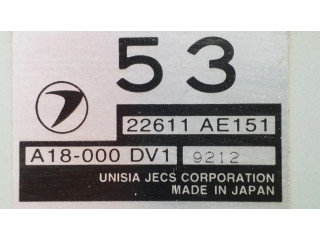 53
22611 AE151
A18-000 DV1 9212
UNISIA JECS CORPORATION
MADE IN JAPAN